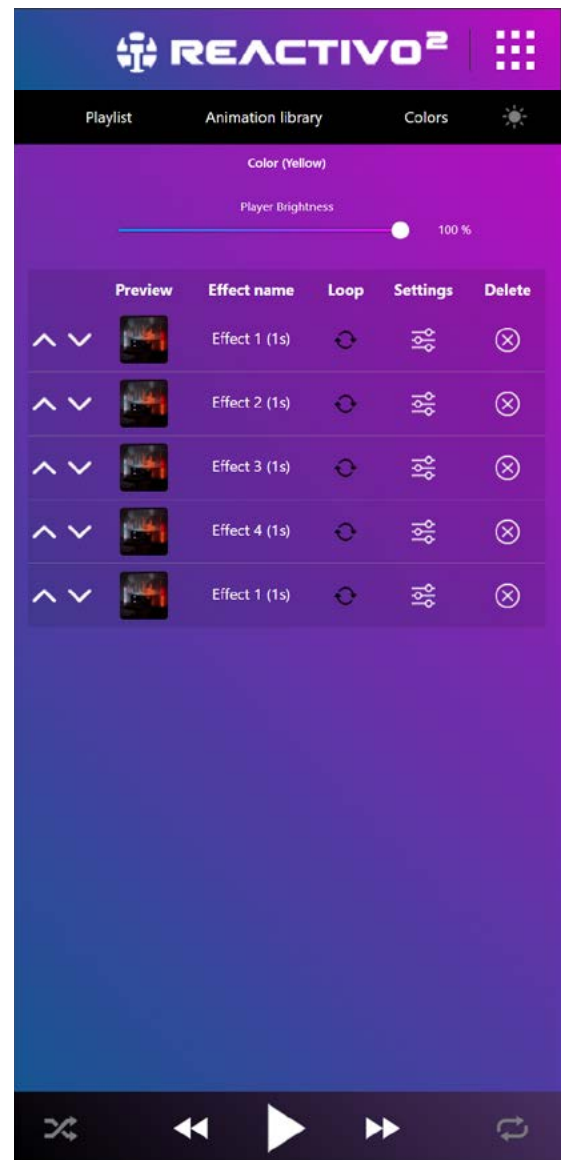 REACTIVO²
Playlist Animation library Colors
Color (Yellow)
Player Brightness
100 %
Preview Effect name Loop Settings Delete
Effect 1 (1s)
Effect 2 (1s)
Effect 3 (1s)
Effect 4 (1s)
Effect 1 (1s)